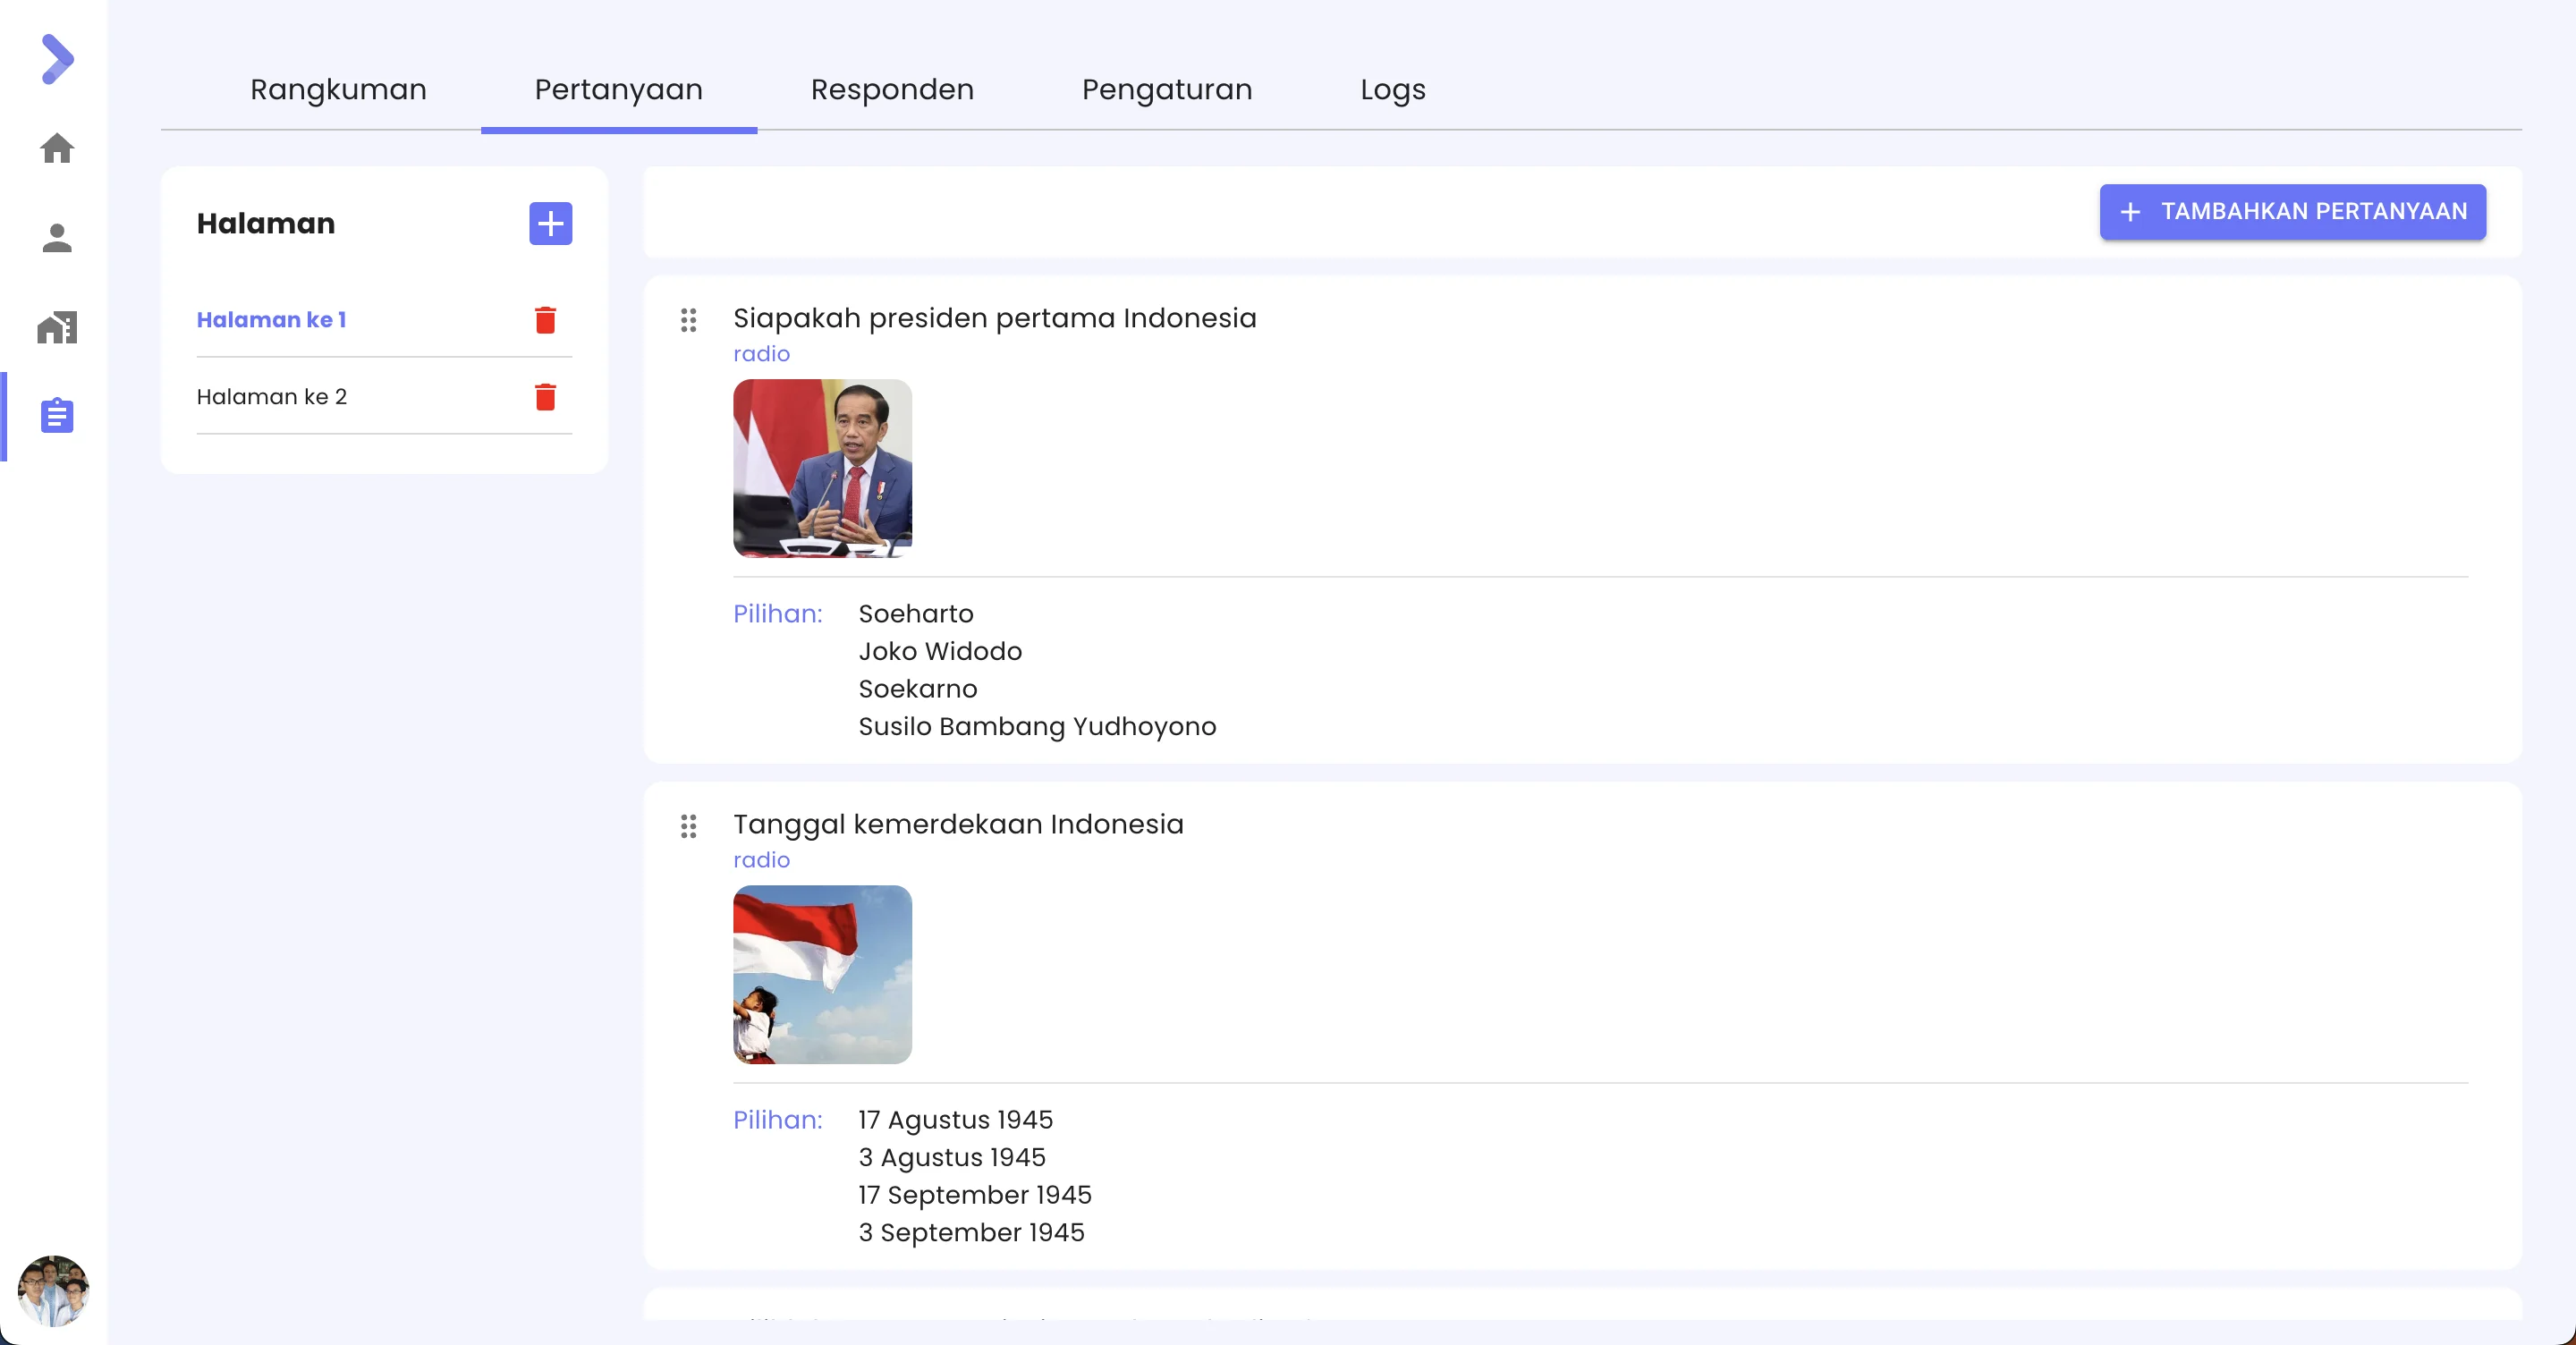 Rangkuman
Pertanyaan
Responden
Pengaturan
Logs
Halaman
TAMBAHKAN PERTANYAAN
Halaman ke 1
Halaman ke 2
Siapakah presiden pertama Indonesia
radio
Pilihan:
Soeharto
Joko Widodo
Soekarno
Susilo Bambang Yudhoyono
Tanggal kemerdekaan Indonesia
radio
Pilihan:
17 Agustus 1945
3 Agustus 1945
17 September 1945
3 September 1945